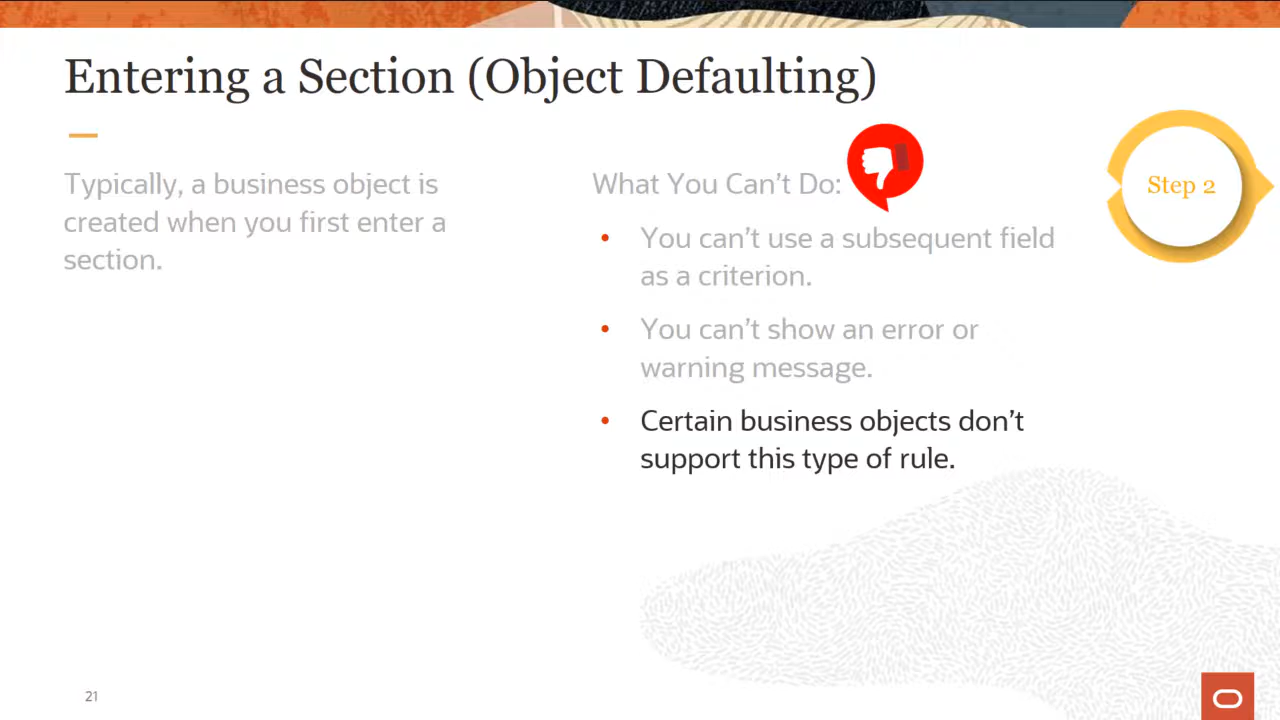 Entering a Section (Object Defaulting)
Typically, a business object is
created when you first enter a
section.
What You Can't Do:
• You can't use a subsequent field
as a criterion.
• You can't show an error or
warning message.
• Certain business objects don't
support this type of rule.
Step 2
21